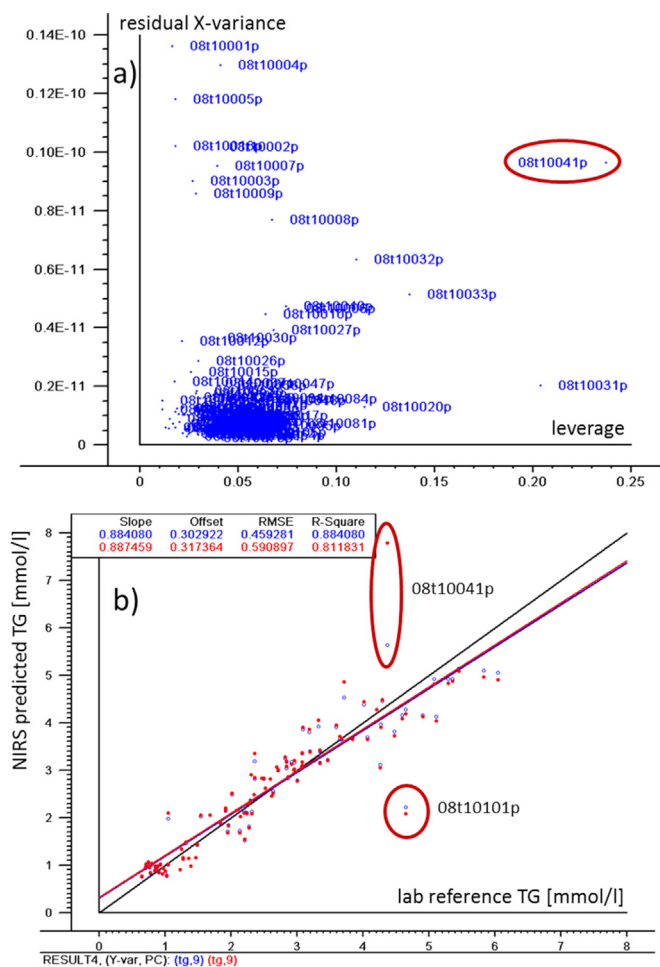 residual X-variance
a)
0.14E-10
0.12E-10
0.10E-10
0.8E-11
0.6E-11
0.4E-11
0.2E-11
0
08t10001p
08t10004p
08t10005p
08t10002p
08t10007p
08t10003p
08t10009p
08t10041p
08t10008p
08t10032p
08t10033p
08t10010p
08t10027p
08t10030p
08t10012p
08t10026p
08t10015p
08t10031p
08t10020p
leverage
0 0.05 0.10 0.15 0.20 0.25
Slope Offset RMSE R-Square
0.884080 0.302922 0.459281 0.884080
0.887459 0.317364 0.590897 0.811831
b)
NIRS predicted TG [mmol/l]
8
7
6
5
4
3
2
1
0
08t10041p
08t10101p
lab reference TG [mmol/l]
0 1 2 3 4 5 6 7 8
RESULT4, (Y-var, PC): (tg,9) (tg,9)